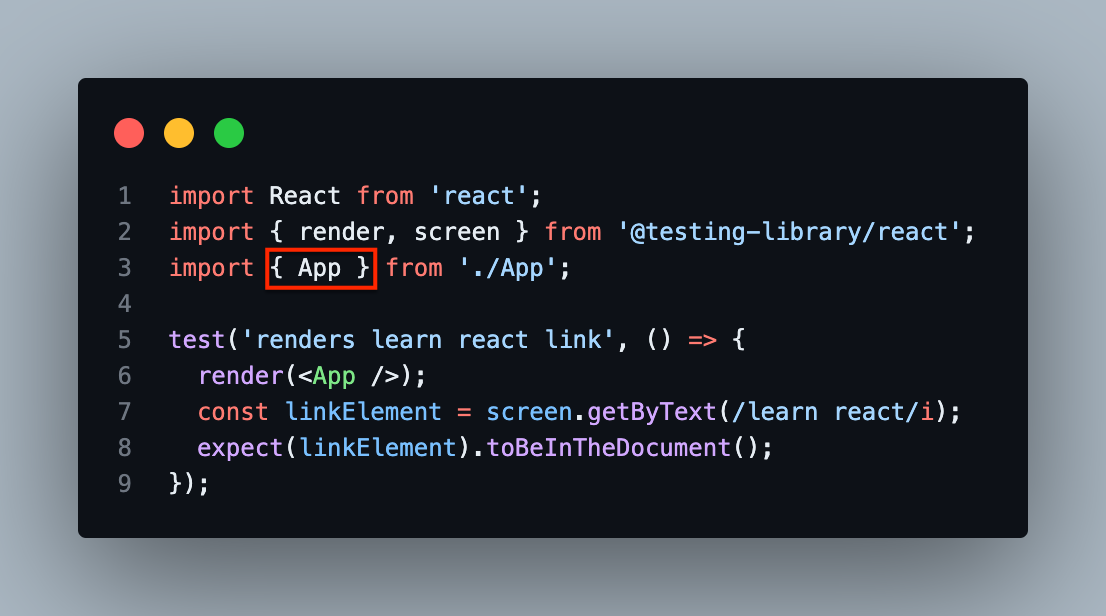 1 import React from 'react';
2 import { render, screen } from '@testing-library/react';
3 import { App } from './App';
4
5 test('renders learn react link', () => {
6   render(<App />);
7   const linkElement = screen.getByText(/learn react/i);
8   expect(linkElement).toBeInTheDocument();
9 });